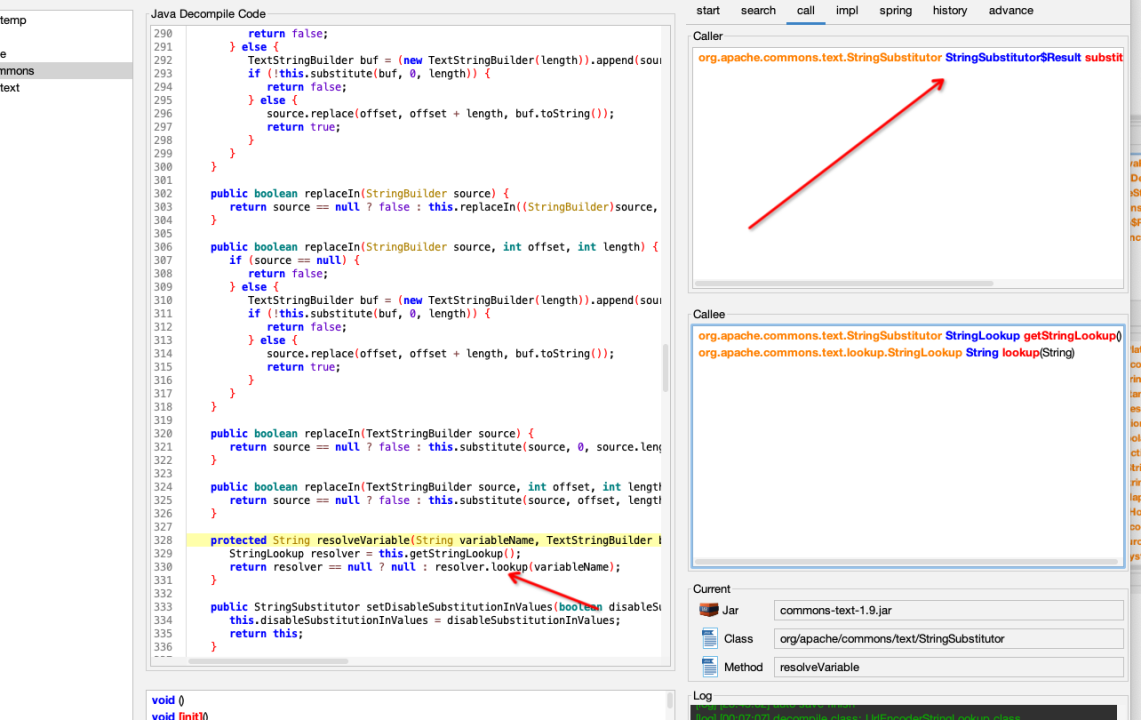 temp
e
mmons
text
Java Decompile Code
290 return false;
291 } else {
292 TextStringBuilder buf = (new TextStringBuilder(length)).append(sour
293 if (!this.substitute(buf, 0, length)) {
294 return false;
295 } else {
296 source.replace(offset, offset + length, buf.toString());
297 return true;
298 }
299 }
300 }
301
302 public boolean replaceIn(StringBuilder source) {
303 return source == null ? false : this.replaceIn((StringBuilder)source,
304 }
305
306 public boolean replaceIn(StringBuilder source, int offset, int length) {
307 if (source == null) {
308 return false;
309 } else {
310 TextStringBuilder buf = (new TextStringBuilder(length)).append(sour
311 if (!this.substitute(buf, 0, length)) {
312 return false;
313 } else {
314 source.replace(offset, offset + length, buf.toString());
315 return true;
316 }
317 }
318 }
319
320 public boolean replaceIn(TextStringBuilder source) {
321 return source == null ? false : this.substitute(source, 0, source.leng
322 }
323
324 public boolean replaceIn(TextStringBuilder source, int offset, int length
325 return source == null ? false : this.substitute(source, offset, length
326 }
327
328 protected String resolveVariable(String variableName, TextStringBuilder b
329 StringLookup resolver = this.getStringLookup();
330 return resolver == null ? null : resolver.lookup(variableName);
331 }
332
333 public StringSubstitutor setDisableSubstitutionInValues(boolean disableSu
334 this.disableSubstitutionInValues = disableSubstitutionInValues;
335 return this;
336 }
void ()
void [init]()
start search call impl spring history advance
Caller
org.apache.commons.text.StringSubstitutor StringSubstitutor$Result substit
Callee
org.apache.commons.text.StringSubstitutor StringLookup getStringLookup()
org.apache.commons.text.lookup.StringLookup String lookup(String)
Current
Jar commons-text-1.9.jar
Class org/apache/commons/text/StringSubstitutor
Method resolveVariable
Log
[log] [00:07:07] decompile class: UrlEncoderStringLookup.class